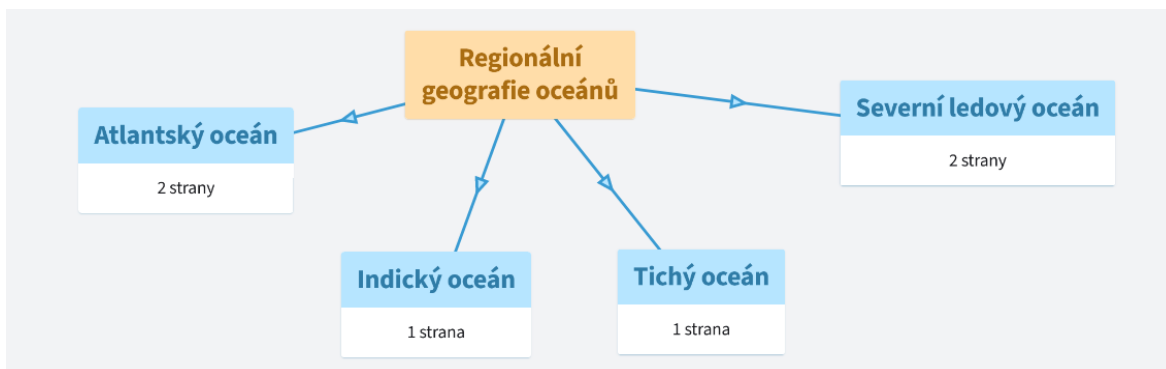 Regionální
geografie oceánů
Atlantský oceán
2 strany
Severní ledový oceán
2 strany
Indický oceán
1 strana
Tichý oceán
1 strana